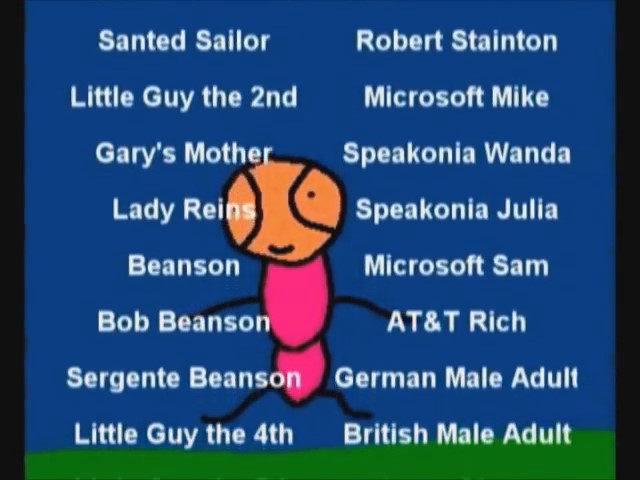 Santed Sailor Robert Stainton
Little Guy the 2nd Microsoft Mike
Gary's Mother Speakonia Wanda
Lady Reins Speakonia Julia
Beanson Microsoft Sam
Bob Beanson AT&T Rich
Sergente Beanson German Male Adult
Little Guy the 4th British Male Adult